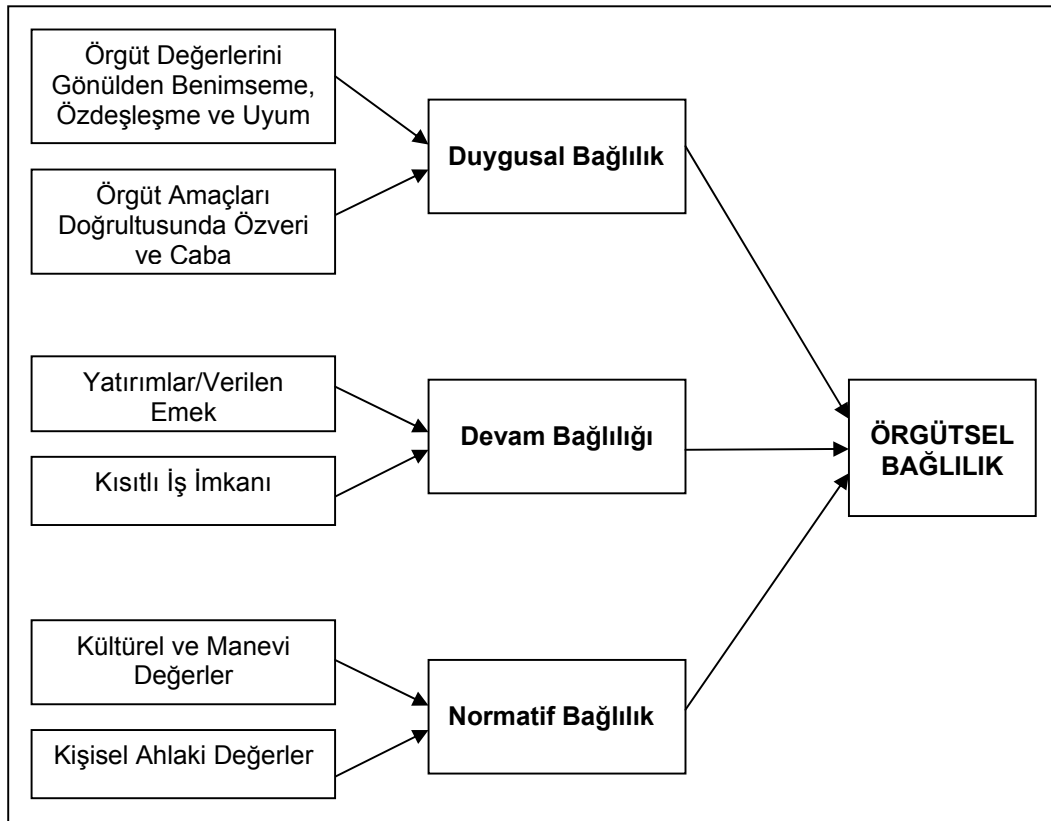 Örgüt Değerlerini
Gönülden Benimseme,
Özdeşleşme ve Uyum
Örgüt Amaçları
Doğrultusunda Özveri
ve Caba
Duygusal Bağlılık
Yatırımlar/Verilen
Emek
Kısıtlı İş İmkanı
Devam Bağlılığı
ÖRGÜTSEL
BAĞLILIK
Kültürel ve Manevi
Değerler
Kişisel Ahlaki Değerler
Normatif Bağlılık